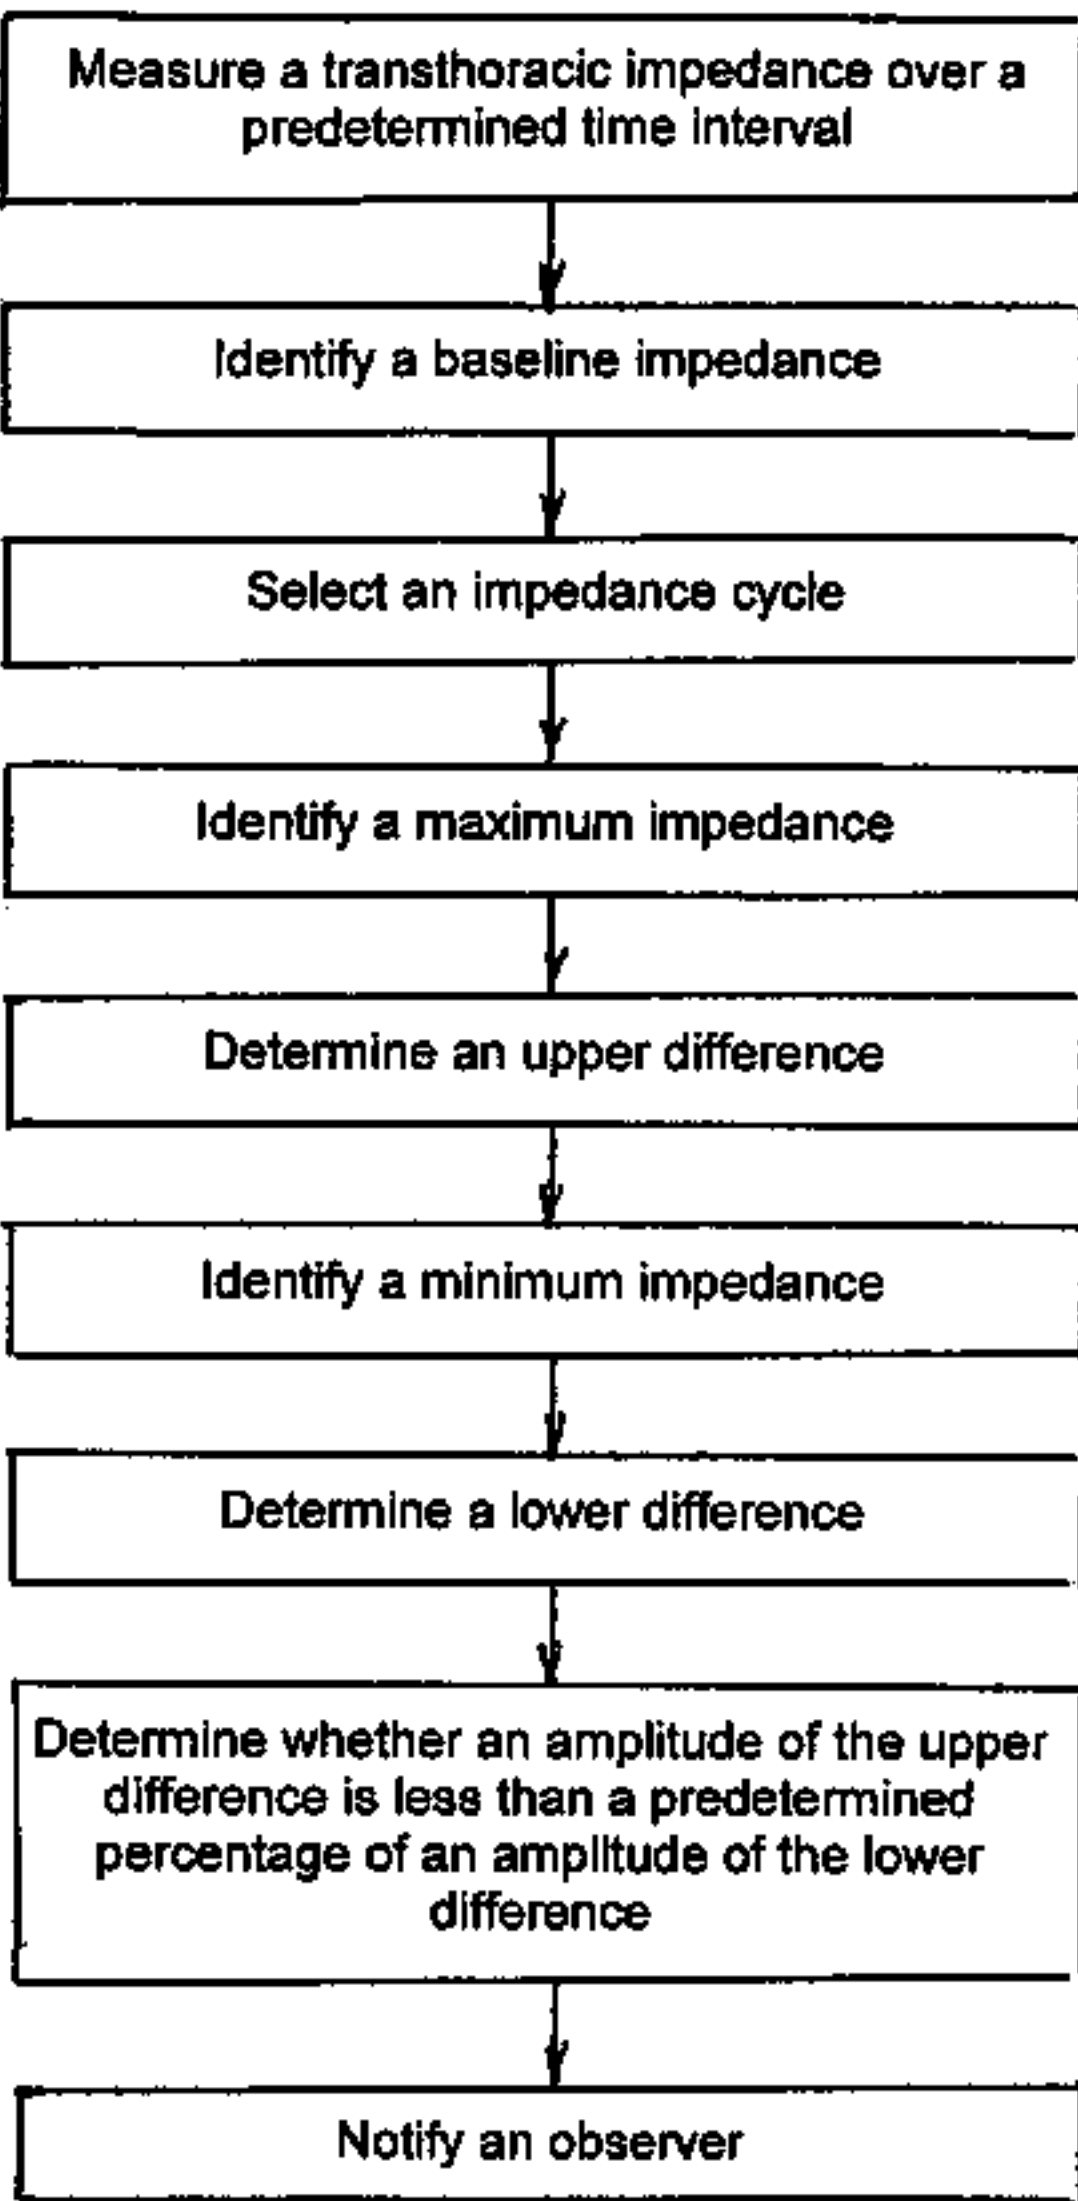 Measure a transthoracic impedance over a
predetermined time interval
Identify a baseline impedance
Select an impedance cycle
Identify a maximum impedance
Determine an upper difference
Identify a minimum impedance
Determine a lower difference
Determine whether an amplitude of the upper
difference is less than a predetermined
percentage of an amplitude of the lower
difference
Notify an observer